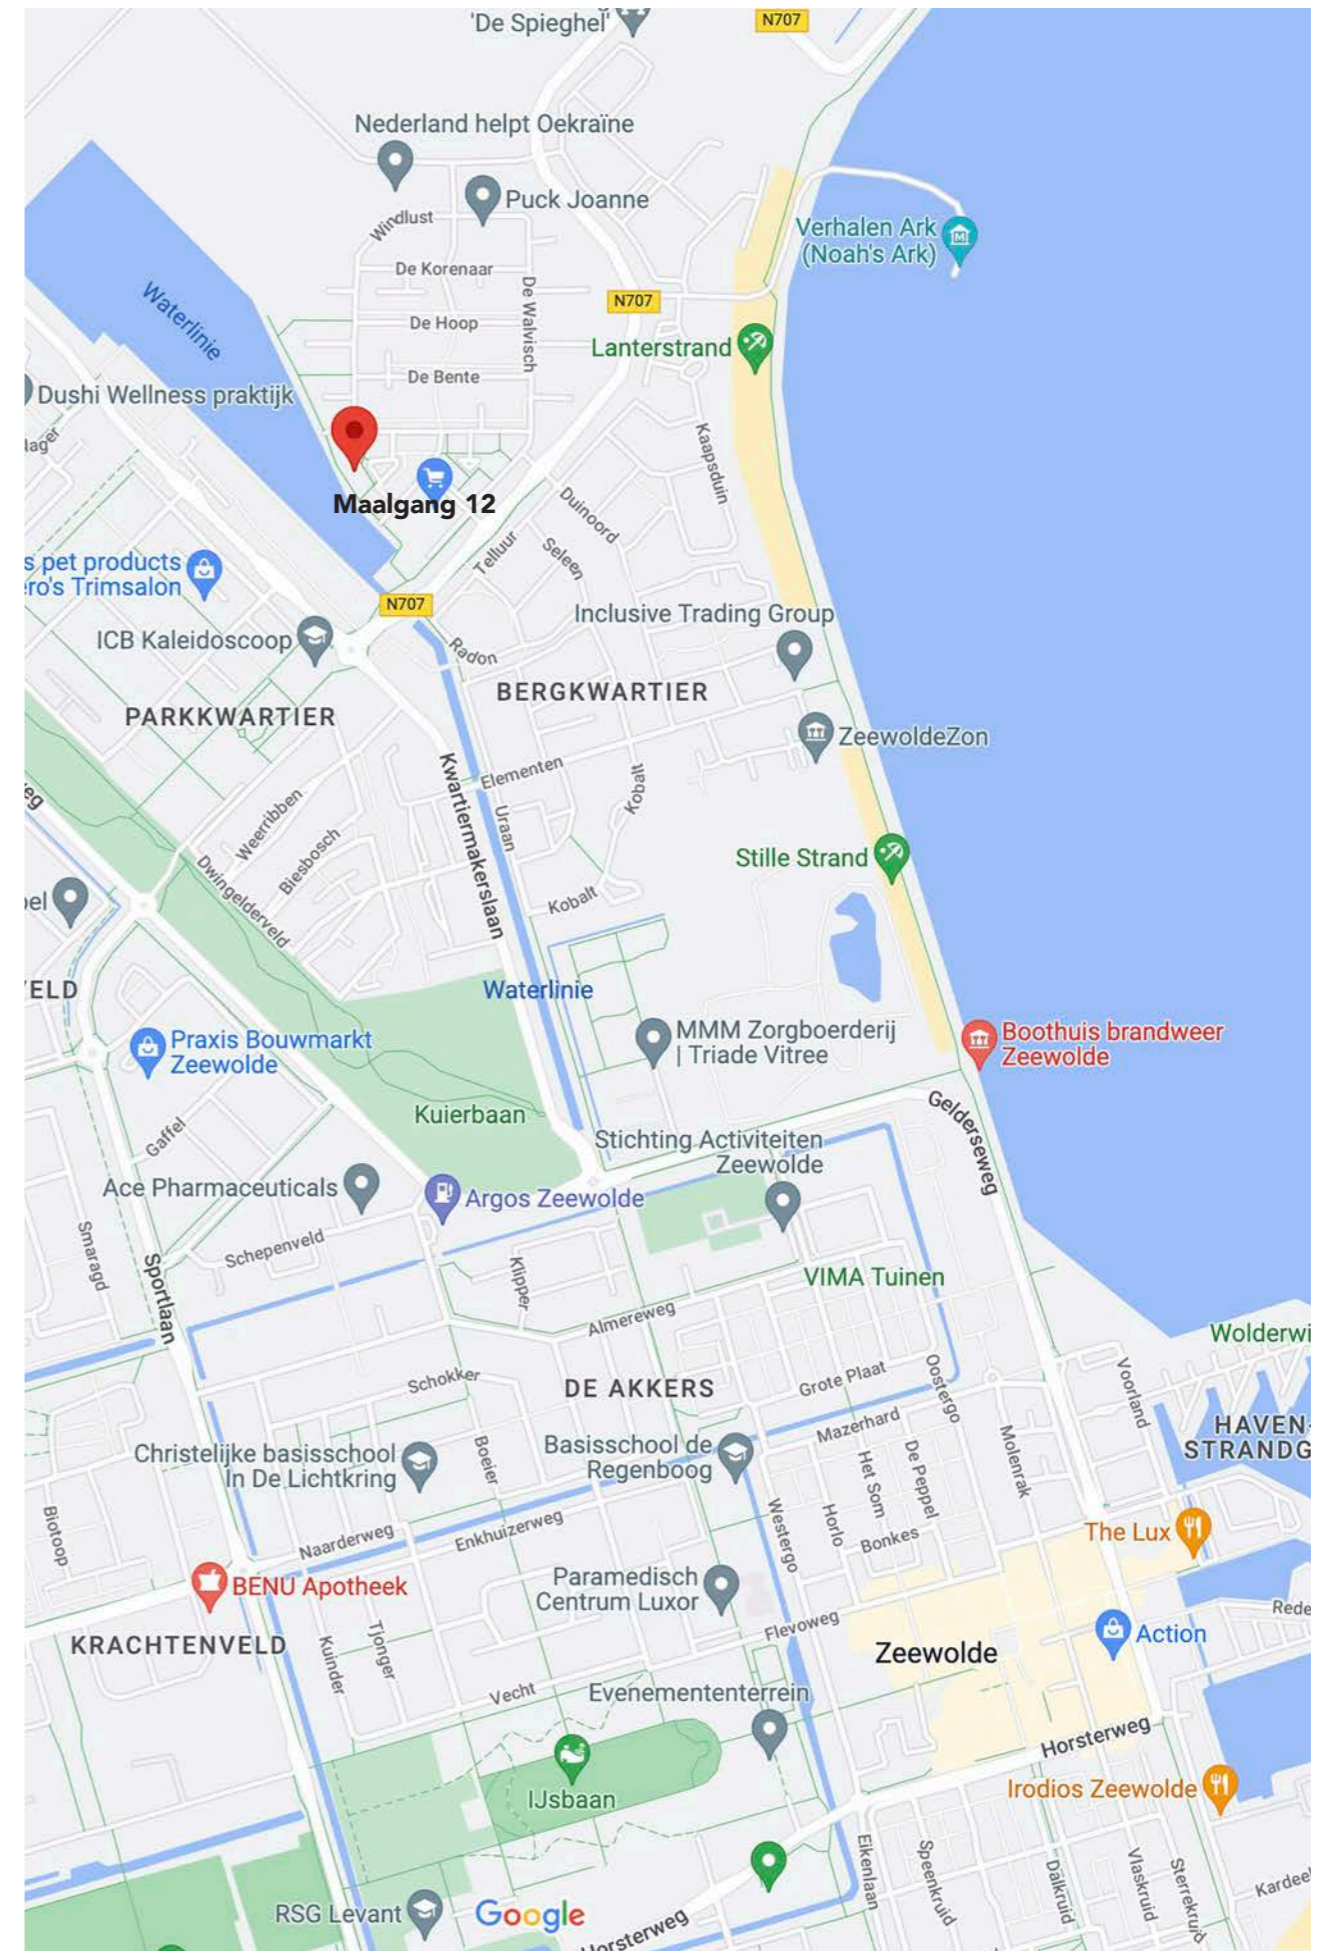 'De Spieghel'
N707
Nederland helpt Oekraïne
Puck Joanne
Windlust
Verhalen Ark
(Noah's Ark)
De Korenaar
De Walvisch
N707
Waterlinie
De Hoop
Lanterstrand
De Bente
Dushi Wellness praktijk
Kaapsduin
Maalgang 12
Duinoord
Telluur
Seleen
s pet products
ro's Trimsalon
N707
Inclusive Trading Group
ICB Kaleidoscoop
Radon
BERGKWARTIER
PARKKWARTIER
ZeewoldeZon
Elementen
Kobalt
Kwartiermakerslaan
Uraan
Weerribben
Biesbosch
Stille Strand
Dwingelderveld
Kobalt
ELD
Waterlinie
Praxis Bouwmarkt
Zeewolde
MMM Zorgboerderij
| Triade Vitree
Boothuis brandweer
Zeewolde
Kuierbaan
Gelderseweg
Gaffel
Stichting Activiteiten
Zeewolde
Ace Pharmaceuticals
Argos Zeewolde
Smaragd
Schepenveld
Sportlaan
Klipper
VIMA Tuinen
Almereweg
Wolderwi
Schokker
DE AKKERS
Grote Plaat
Oostergo
Voorland
Mazerhard
HAVEN-
STRANDG
Christelijke basisschool
In De Lichtkring
Boeier
Basisschool de
Regenboog
Het Som
De Peppel
Molenrak
Biotoop
Naarderweg
Enkhuizerweg
Westergo
Horlo
Bonkes
The Lux
BENU Apotheek
Paramedisch
Centrum Luxor
Rede
KRACHTENVELD
Kuinder
Tjonger
Flevoweg
Zeewolde
Action
Vecht
Evenemententerrein
Horsterweg
IJsbaan
Irodios Zeewolde
Eikenlaan
Speenkruid
Dalkruid
Vlaskruid
Sterrekruid
Kardee
RSG Levant
Google
Horsterweg